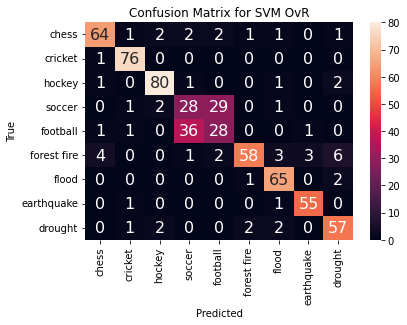 Confusion Matrix for SVM OvR
True
chess 64 1 2 2 2 1 1 0 1
cricket 1 76 0 0 0 0 0 0 0
hockey 1 0 80 1 0 0 1 0 2
soccer 0 1 2 28 29 0 1 0 0
football 1 1 0 36 28 0 0 1 0
forest fire 4 0 0 1 2 58 3 3 6
flood 0 0 0 0 0 1 65 0 2
earthquake 0 1 0 0 0 0 1 55 0
drought 0 1 2 0 0 2 2 0 57
chess cricket hockey soccer football forest fire flood earthquake drought
Predicted
80
70
60
50
40
30
20
10
0